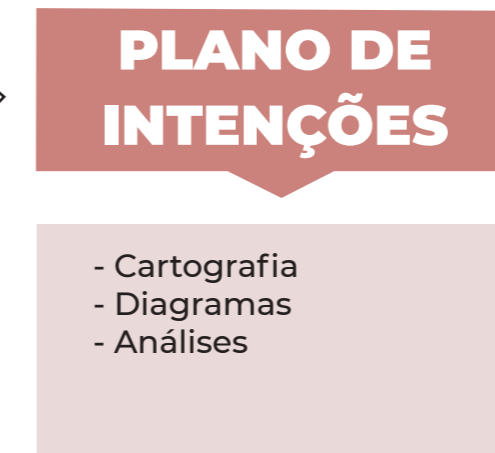 PLANO DE
INTENÇÕES
- Cartografia
- Diagramas
- Análises